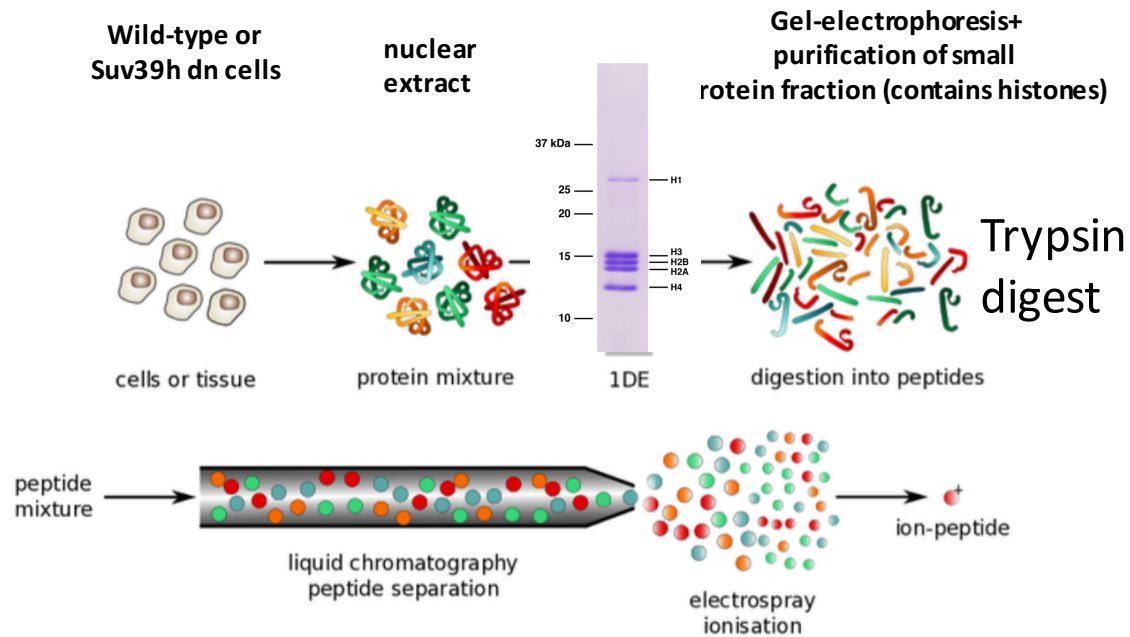 Wild-type or
Suv39h dn cells
nuclear
extract
Gel-electrophoresis+
purification of small
rotein fraction (contains histones)
37 kDa
25
20
15
10
H1
H3
H2B
H2A
H4
Trypsin
digest
cells or tissue
protein mixture
1DE
digestion into peptides
peptide
mixture
liquid chromatography
peptide separation
electrospray
ionisation
+
ion-peptide